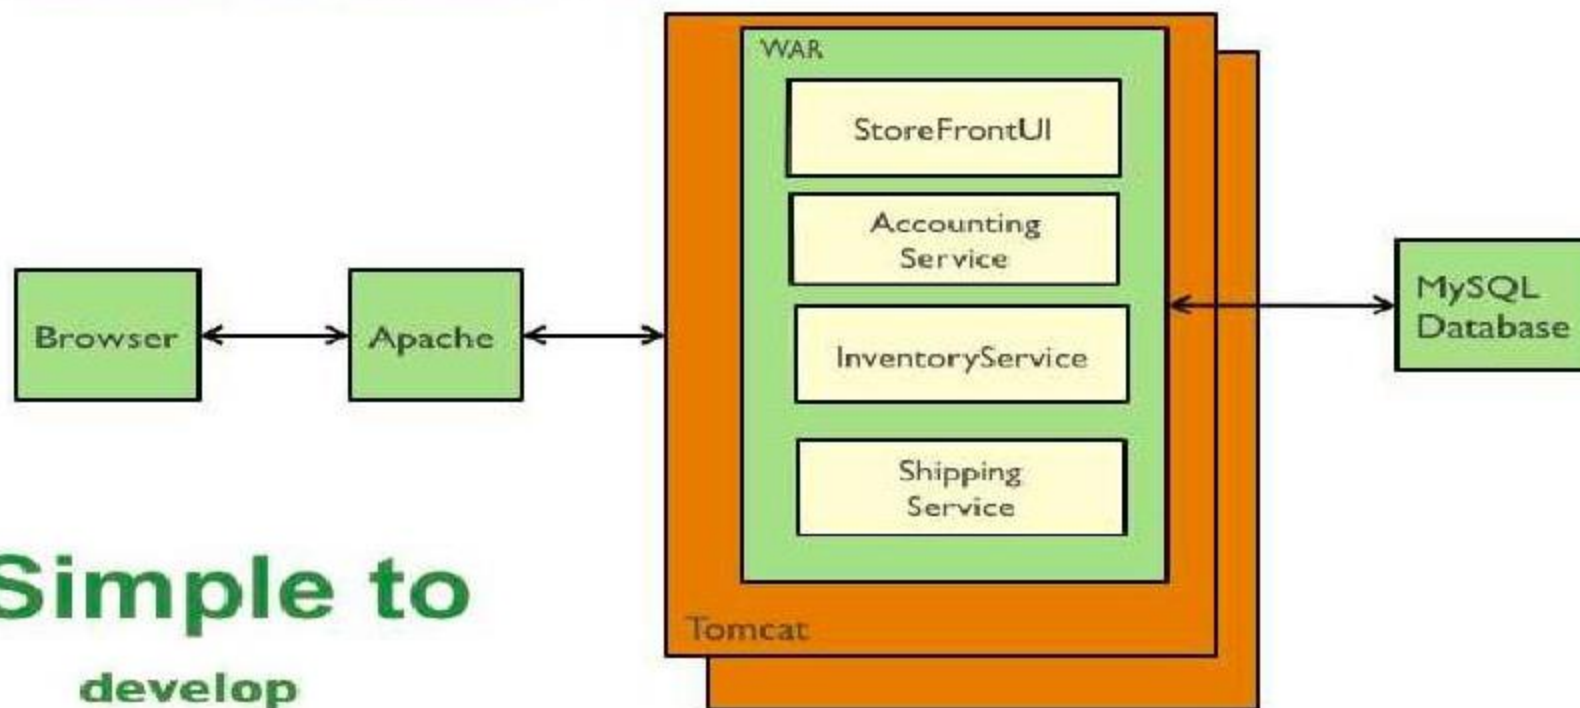 WAR
StoreFrontUI
Accounting
Service
InventoryService
Shipping
Service
Tomcat
Browser
Apache
MySQL
Database
Simple to
develop